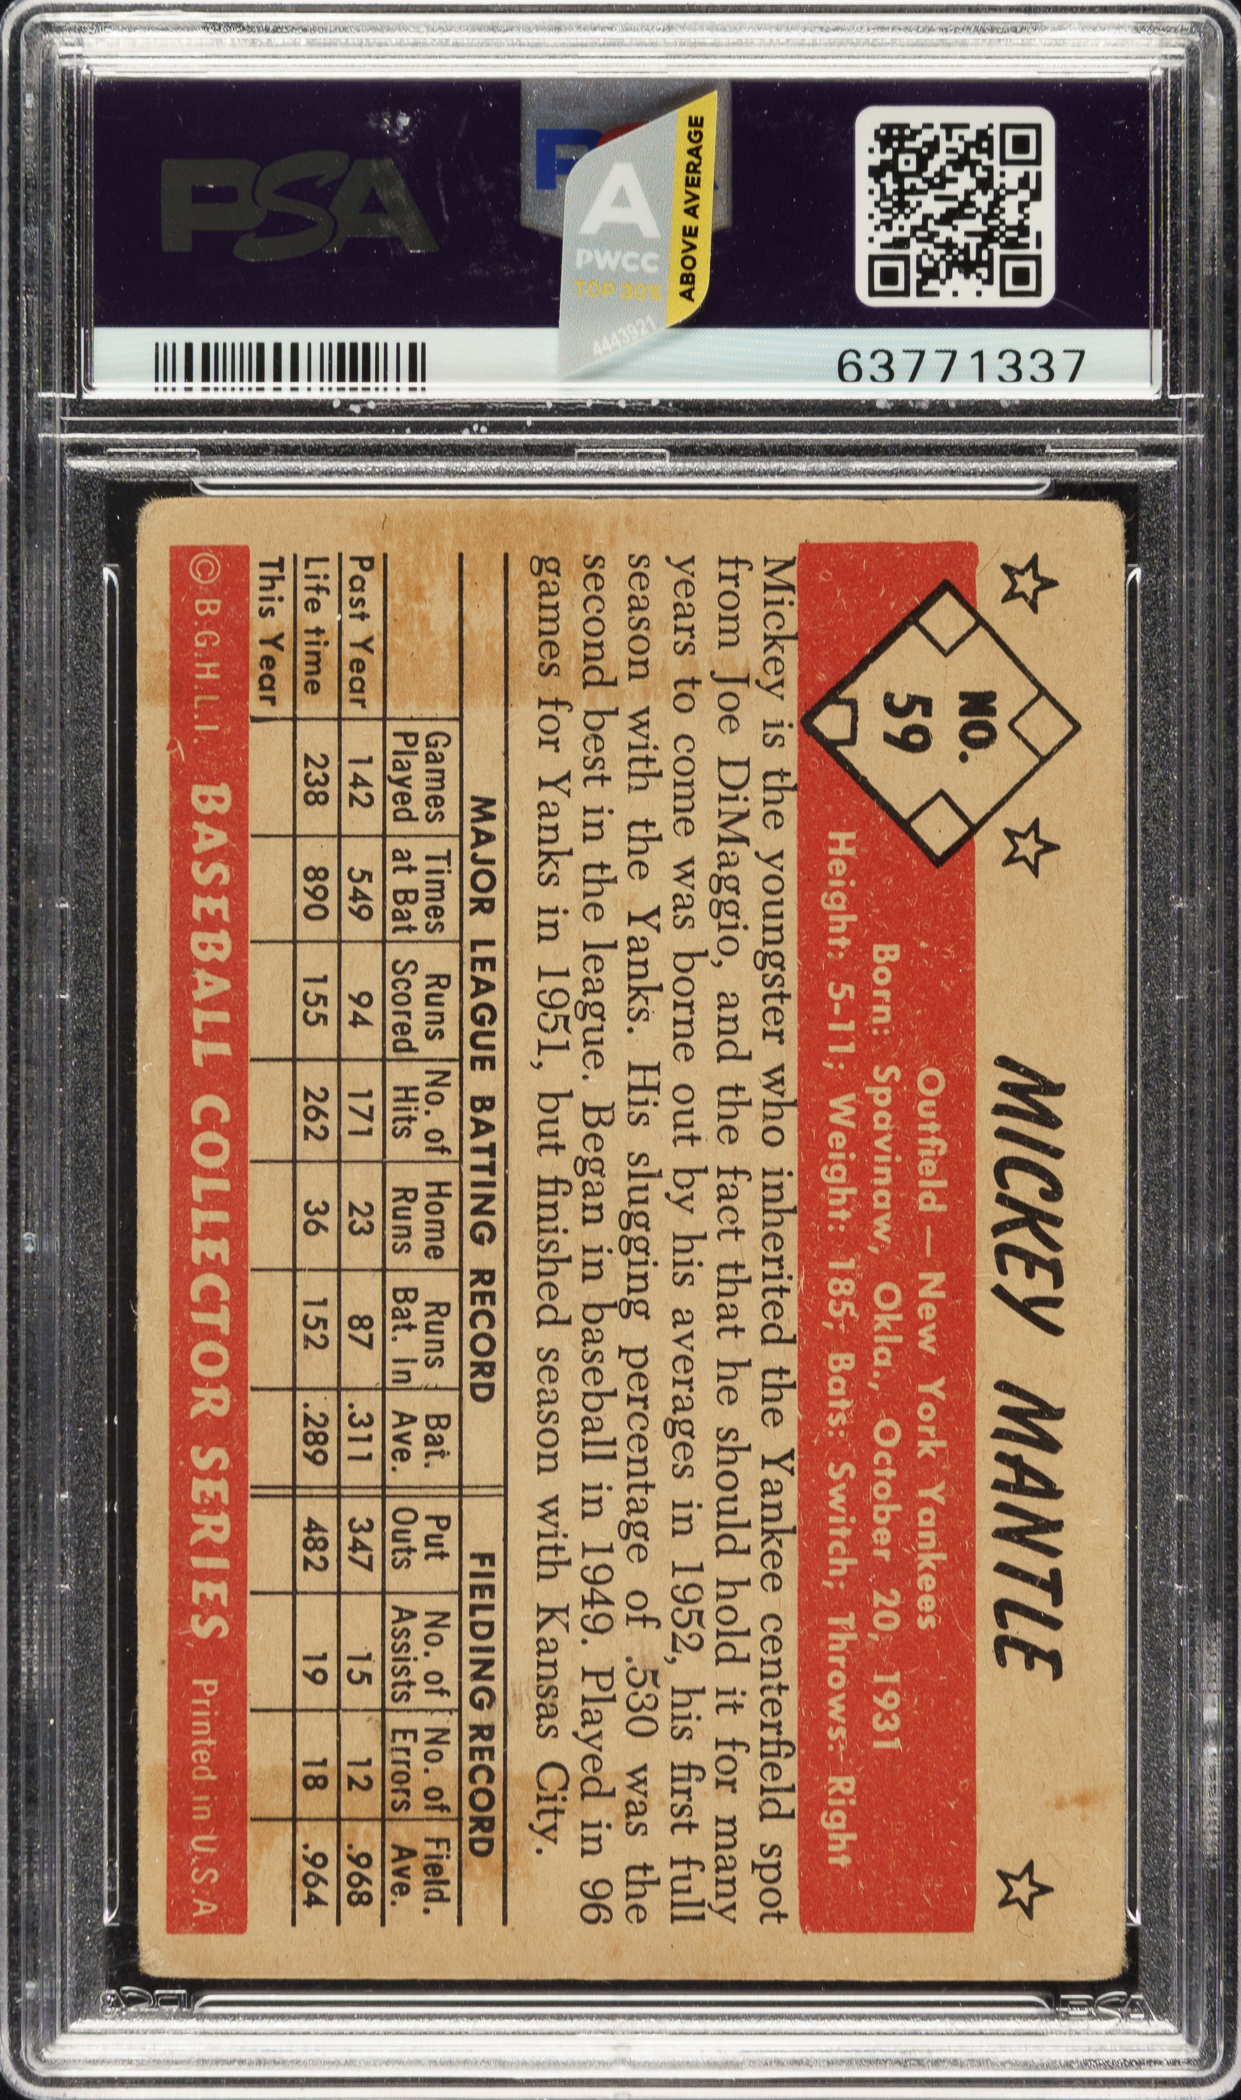 PSA
PSA
A
PWCC
TOP 30%
ABOVE AVERAGE
4443921
63771337
MICKEY MANTLE
NO.
59
Outfield — New York Yankees
Born: Spavinaw, Okla., October 20, 1931
Height: 5-11; Weight: 185; Bats: Switch; Throws: Right
Mickey is the youngster who inherited the Yankee centerfield spot
from Joe DiMaggio, and the fact that he should hold it for many
years to come was borne out by his averages in 1952, his first full
season with the Yanks. His slugging percentage of .530 was the
second best in the league. Began in baseball in 1949. Played in 96
games for Yanks in 1951, but finished season with Kansas City.
MAJOR LEAGUE BATTING RECORD FIELDING RECORD
Games Played Times at Bat Runs Scored No. of Hits Home Runs Runs Bat. In Bat. Ave. Put Outs No. of Assists No. of Errors Field. Ave.
Past Year 142 549 94 171 23 87 .311 347 15 12 .968
Life time 238 890 155 262 36 152 .289 482 19 18 .964
This Year
© B.G.H.L.I. BASEBALL COLLECTOR SERIES Printed in U.S.A.
PSA